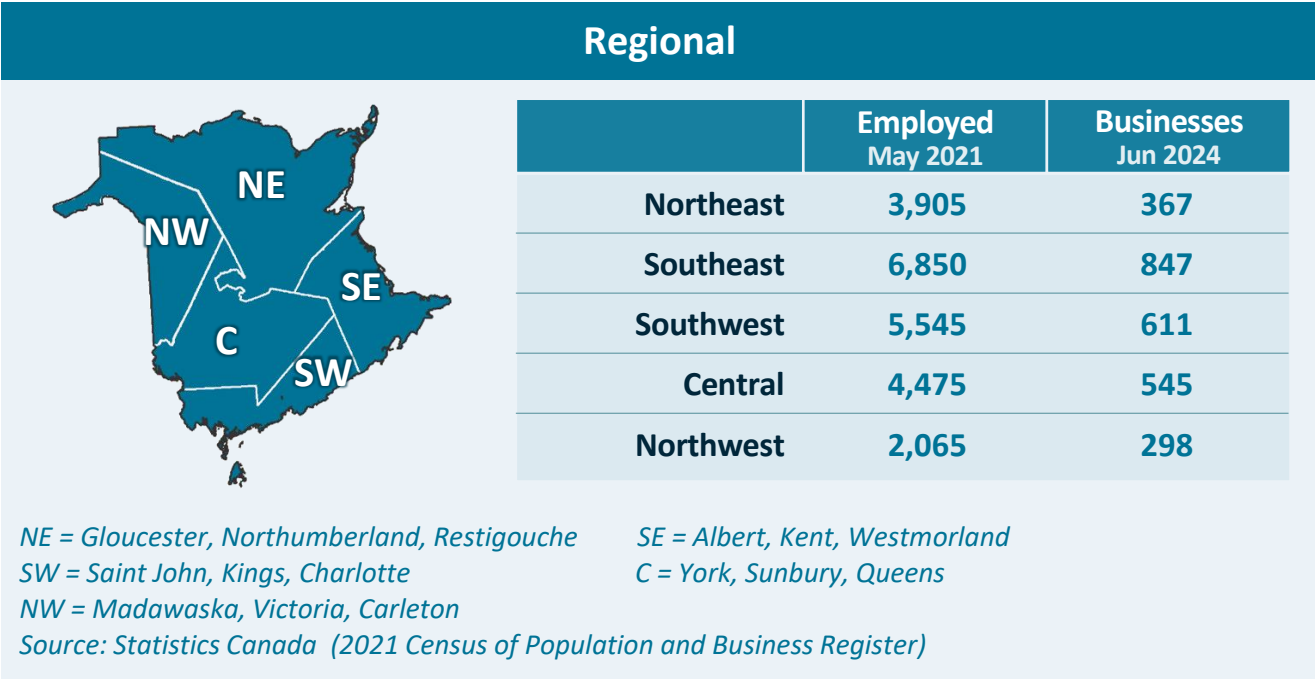 Regional
NE
NW
SE
C
SW
Employed Businesses
May 2021 Jun 2024
Northeast 3,905 367
Southeast 6,850 847
Southwest 5,545 611
Central 4,475 545
Northwest 2,065 298
NE = Gloucester, Northumberland, Restigouche SE = Albert, Kent, Westmorland
SW = Saint John, Kings, Charlotte C = York, Sunbury, Queens
NW = Madawaska, Victoria, Carleton
Source: Statistics Canada (2021 Census of Population and Business Register)